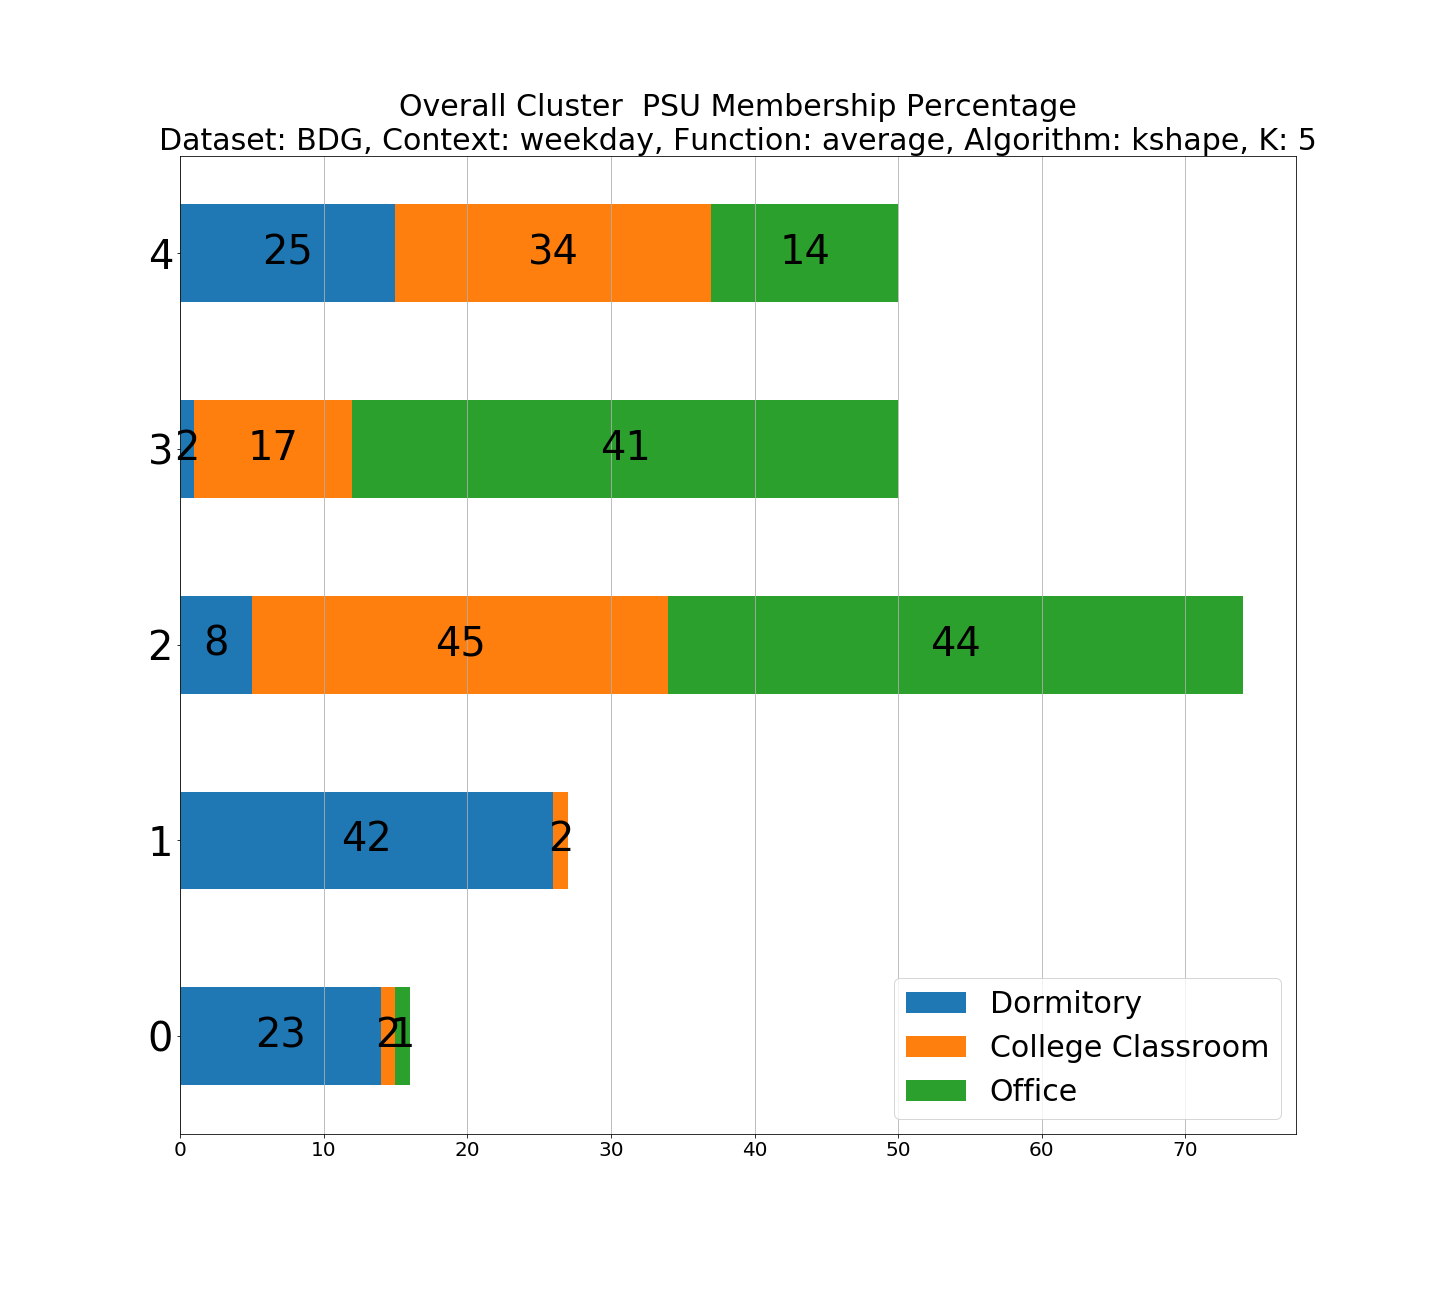 Overall Cluster  PSU Membership Percentage
Dataset: BDG, Context: weekday, Function: average, Algorithm: kshape, K: 5
4 25 34 14
3 2 17 41
2 8 45 44
1 42 2
0 23 2 1
Dormitory
College Classroom
Office
0 10 20 30 40 50 60 70